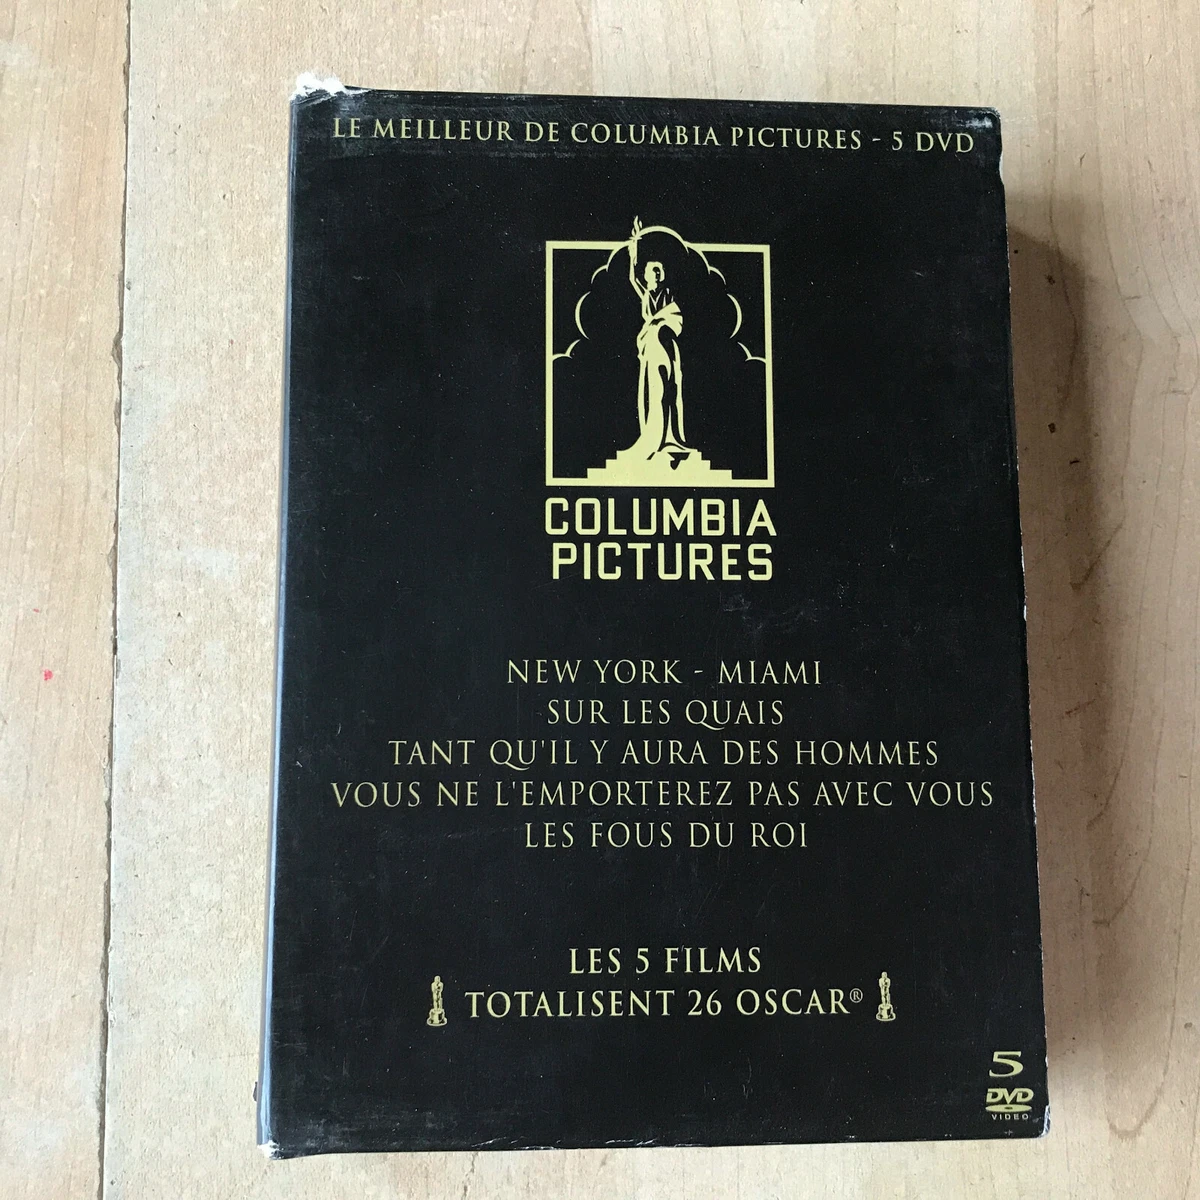 LE MEILLEUR DE COLUMBIA PICTURES - 5 DVD
COLUMBIA
PICTURES
NEW YORK - MIAMI
SUR LES QUAIS
TANT QU'IL Y AURA DES HOMMES
VOUS NE L'EMPORTEREZ PAS AVEC VOUS
LES FOUS DU ROI
LES 5 FILMS
TOTALISENT 26 OSCAR®
5
DVD
VIDEO